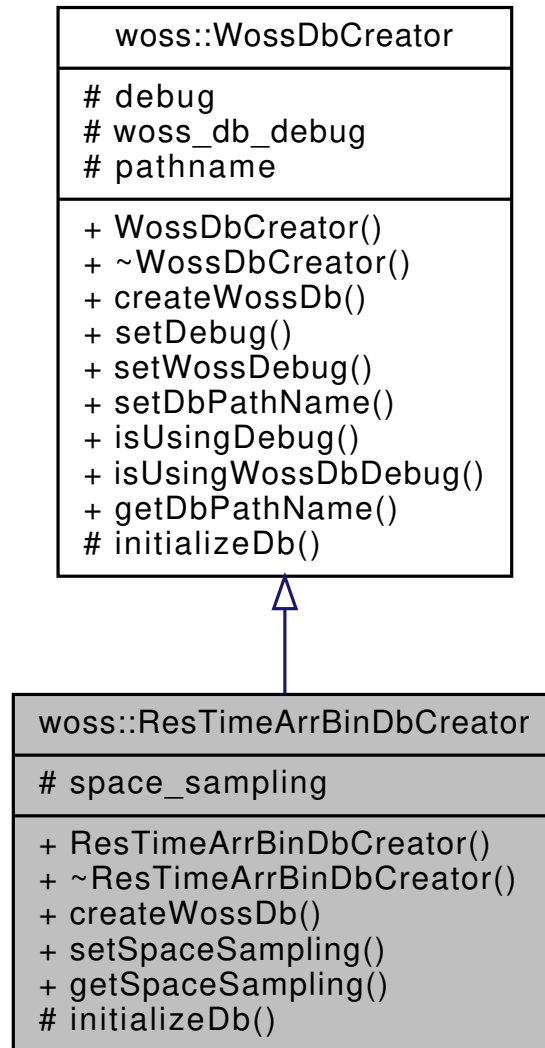 woss::WossDbCreator
# debug
# woss_db_debug
# pathname
+ WossDbCreator()
+ ~WossDbCreator()
+ createWossDb()
+ setDebug()
+ setWossDebug()
+ setDbPathName()
+ isUsingDebug()
+ isUsingWossDbDebug()
+ getDbPathName()
# initializeDb()
woss::ResTimeArrBinDbCreator
# space_sampling
+ ResTimeArrBinDbCreator()
+ ~ResTimeArrBinDbCreator()
+ createWossDb()
+ setSpaceSampling()
+ getSpaceSampling()
# initializeDb()